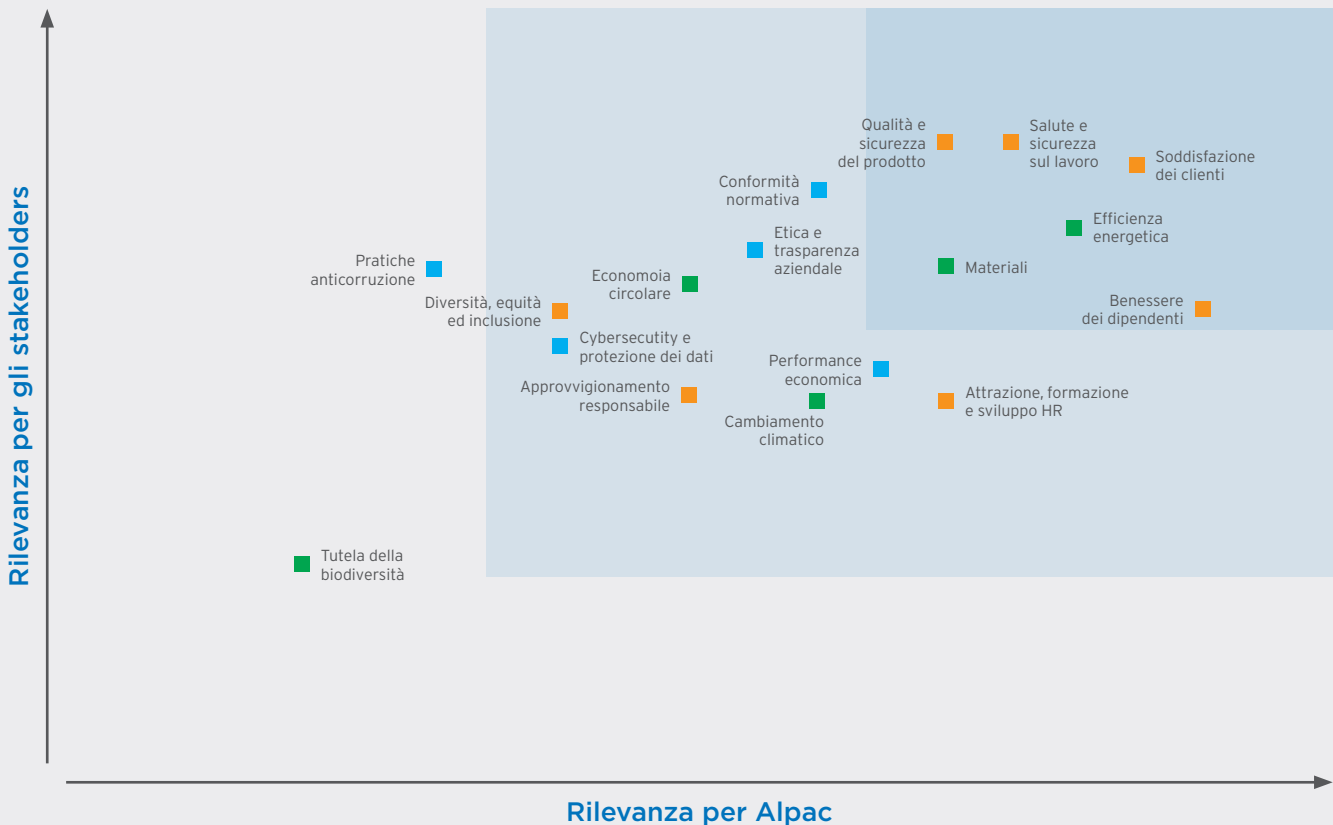 Rilevanza per gli stakeholders
Qualità e
sicurezza
del prodotto
Salute e
sicurezza
sul lavoro
Soddisfazione
dei clienti
Conformità
normativa
Efficienza
energetica
Etica e
trasparenza
aziendale
Pratiche
anticorruzione
Economoia
circolare
Materiali
Diversità, equità
ed inclusione
Benessere
dei dipendenti
Cybersecutity e
protezione dei dati
Performance
economica
Approvvigionamento
responsabile
Attrazione, formazione
e sviluppo HR
Cambiamento
climatico
Tutela della
biodiversità
Rilevanza per Alpac